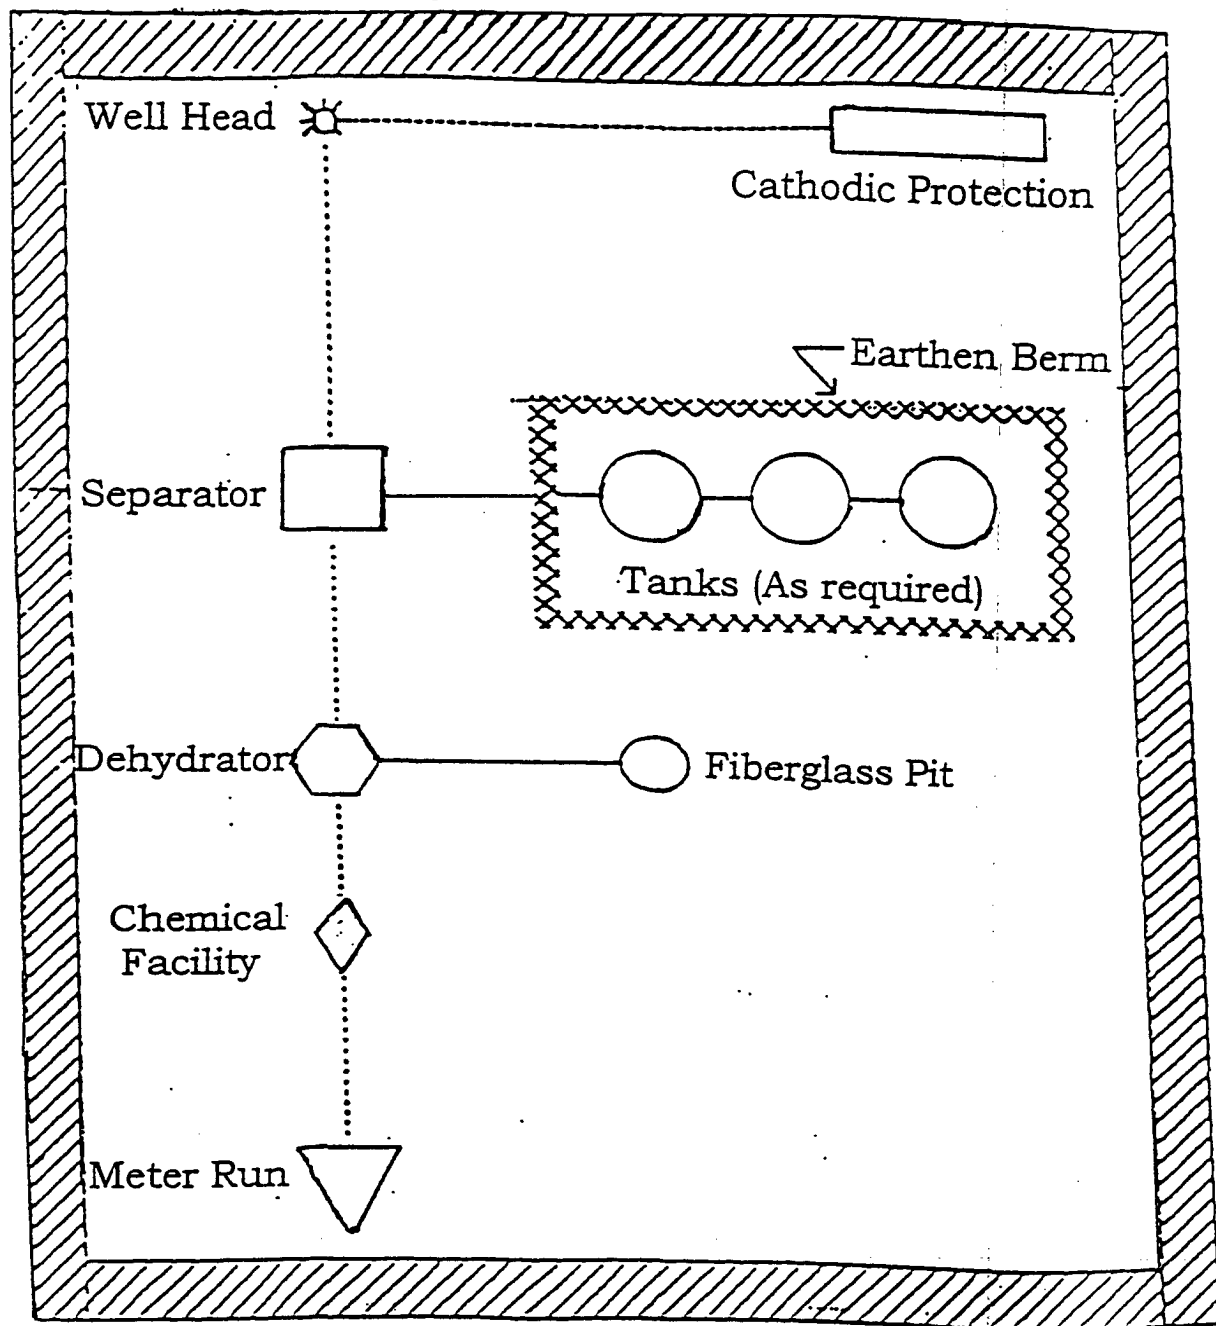 Well Head
Cathodic Protection
Earthen Berm
Separator
Tanks (As required)
Dehydrator
Fiberglass Pit
Chemical
Facility
Meter Run